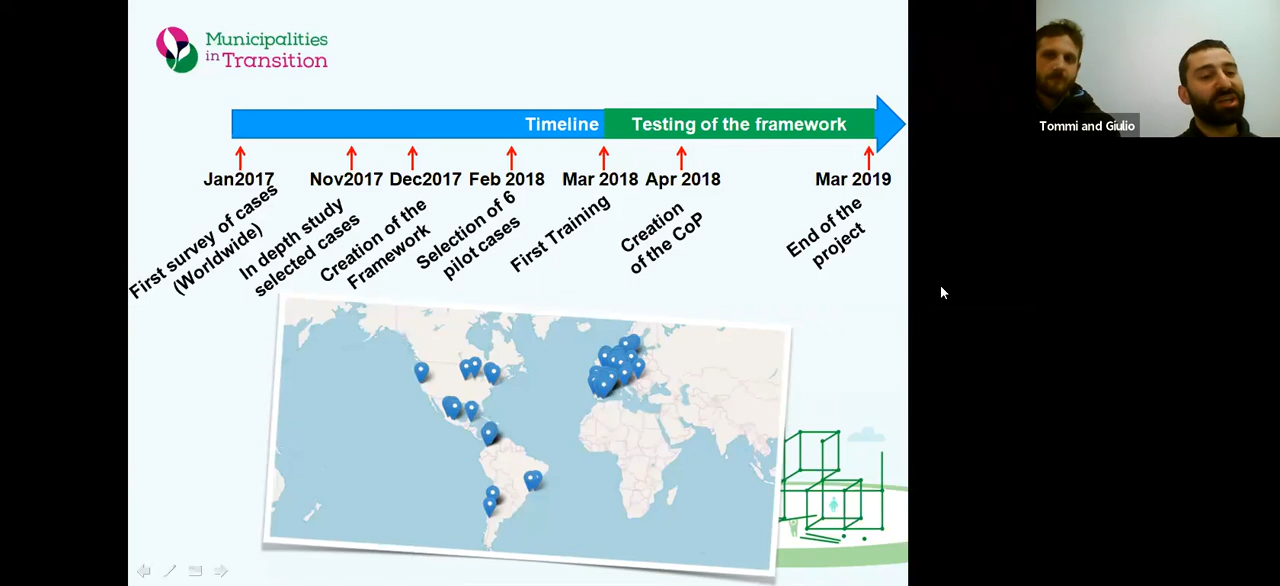 Municipalities
in Transition
Tommi and Giulio
Timeline
Testing of the framework
Jan2017
Nov2017
Dec2017
Feb 2018
Mar 2018
Apr 2018
Mar 2019
First survey of cases
(Worldwide)
In depth study
selected cases
Creation of the
Framework
Selection of 6
pilot cases
First Training
Creation
of the CoP
End of the
project